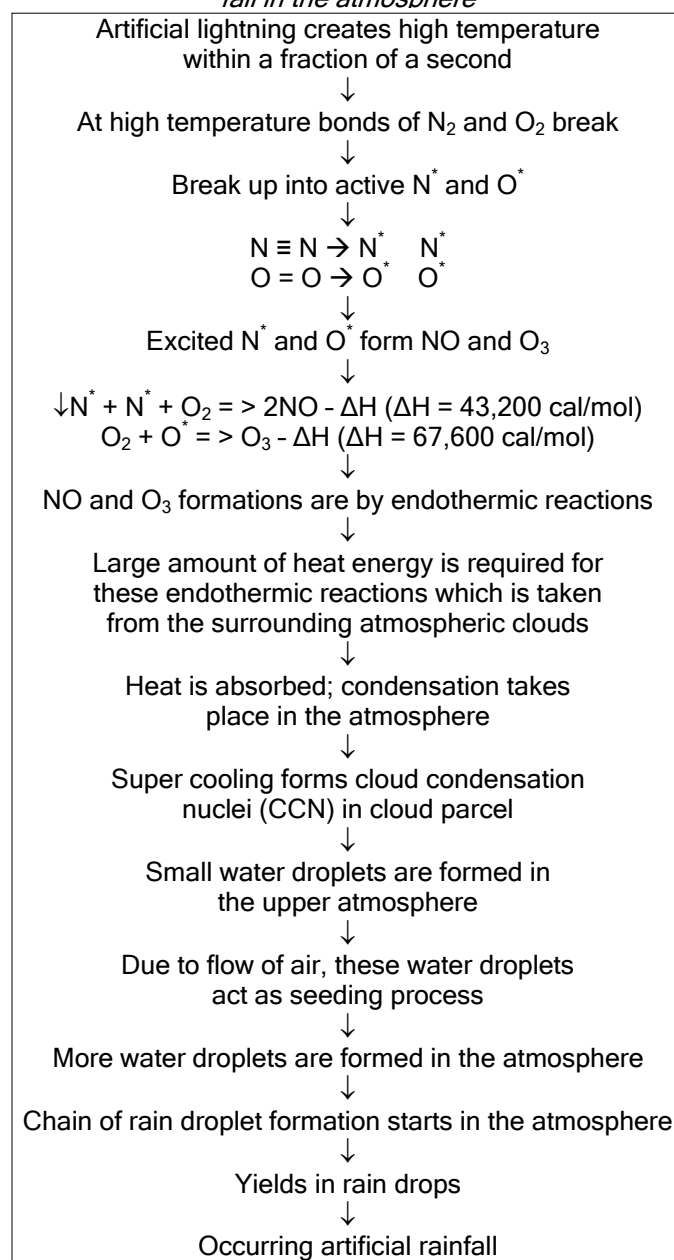 fall in the atmosphere
Artificial lightning creates high temperature
within a fraction of a second
↓
At high temperature bonds of N₂ and O₂ break
↓
Break up into active N* and O*
↓
N ≡ N → N* N*
O = O → O* O*
↓
Excited N* and O* form NO and O₃
↓
↓N* + N* + O₂ = > 2NO - ΔH (ΔH = 43,200 cal/mol)
O₂ + O* = > O₃ - ΔH (ΔH = 67,600 cal/mol)
↓
NO and O₃ formations are by endothermic reactions
↓
Large amount of heat energy is required for
these endothermic reactions which is taken
from the surrounding atmospheric clouds
↓
Heat is absorbed; condensation takes
place in the atmosphere
↓
Super cooling forms cloud condensation
nuclei (CCN) in cloud parcel
↓
Small water droplets are formed in
the upper atmosphere
↓
Due to flow of air, these water droplets
act as seeding process
↓
More water droplets are formed in the atmosphere
↓
Chain of rain droplet formation starts in the atmosphere
↓
Yields in rain drops
↓
Occurring artificial rainfall